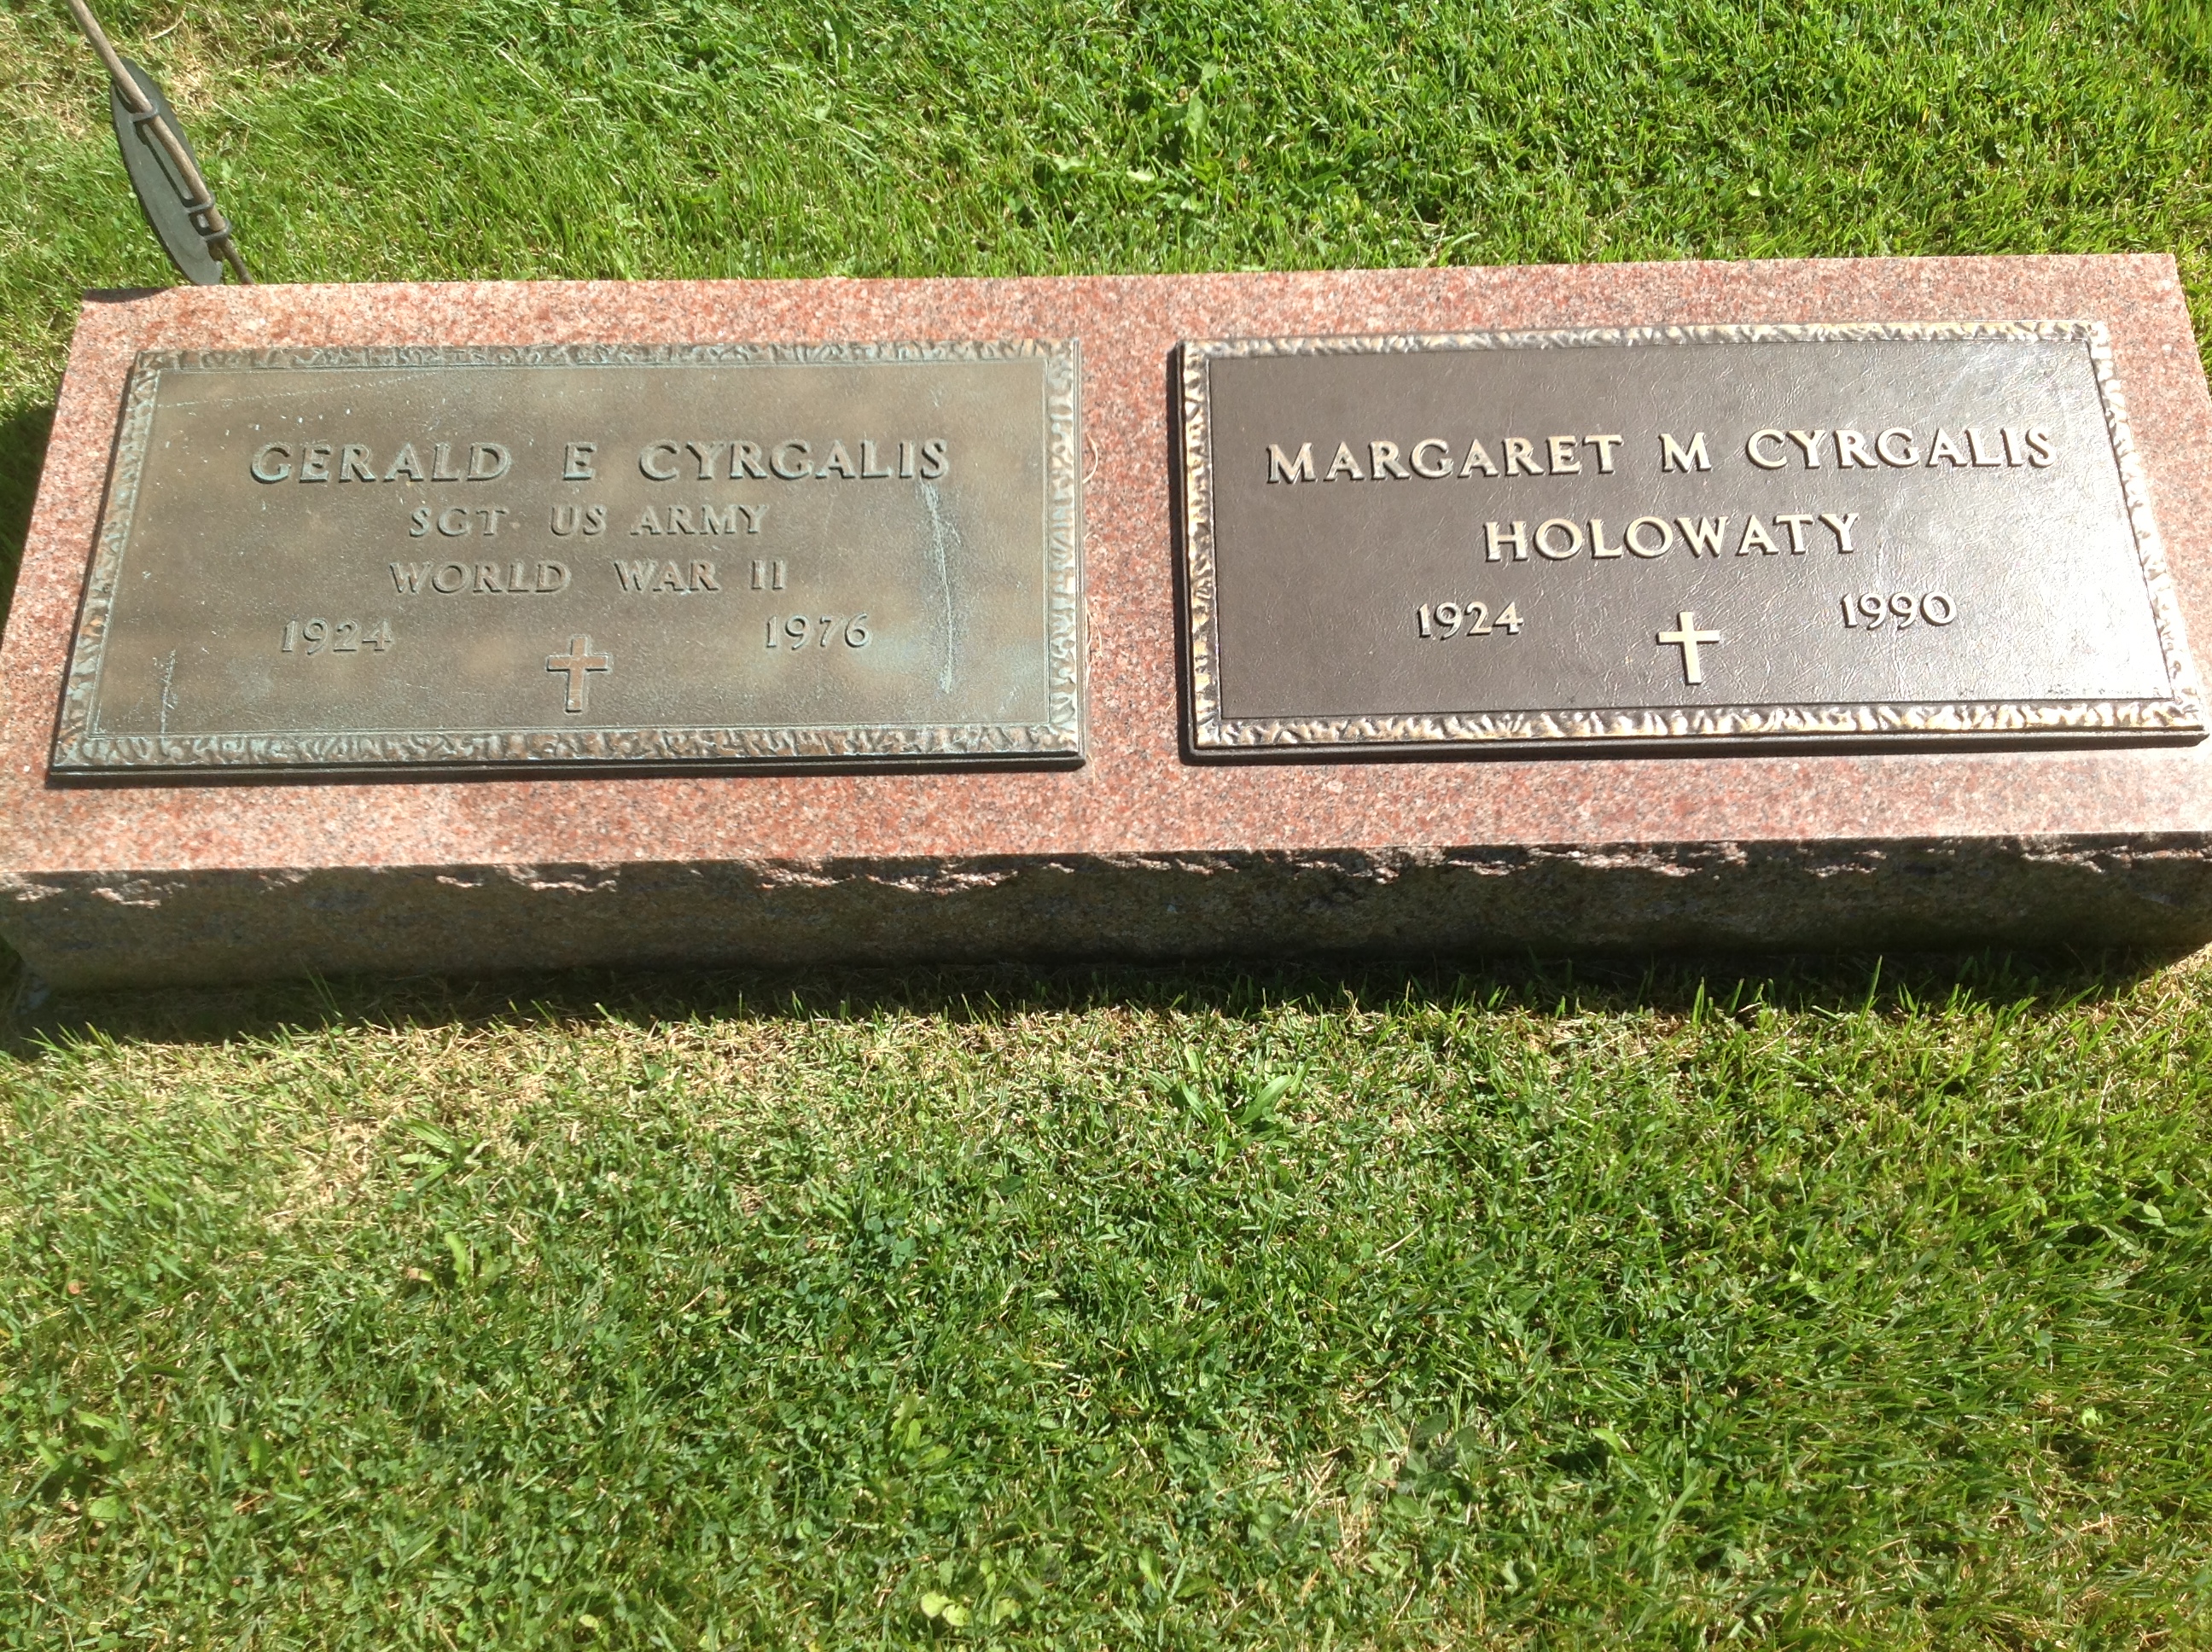 GERALD E CYRGALIS
SGT US ARMY
WORLD WAR II
1924 1976
MARGARET M CYRGALIS
HOLOWATY
1924 1990